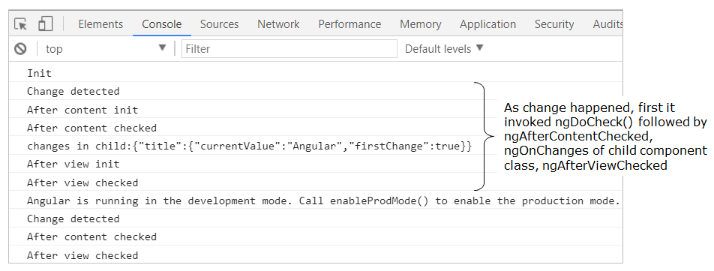 Elements Console Sources Network Performance Memory Application Security Audits
top ▼ Filter Default levels ▼
Init
Change detected
After content init
After content checked
changes in child:{"title":{"currentValue":"Angular","firstChange":true}}
After view init
After view checked
Angular is running in the development mode. Call enableProdMode() to enable the production mode.
Change detected
After content checked
After view checked
As change happened, first it
invoked ngDoCheck() followed by
ngAfterContentChecked,
ngOnChanges of child component
class, ngAfterViewChecked